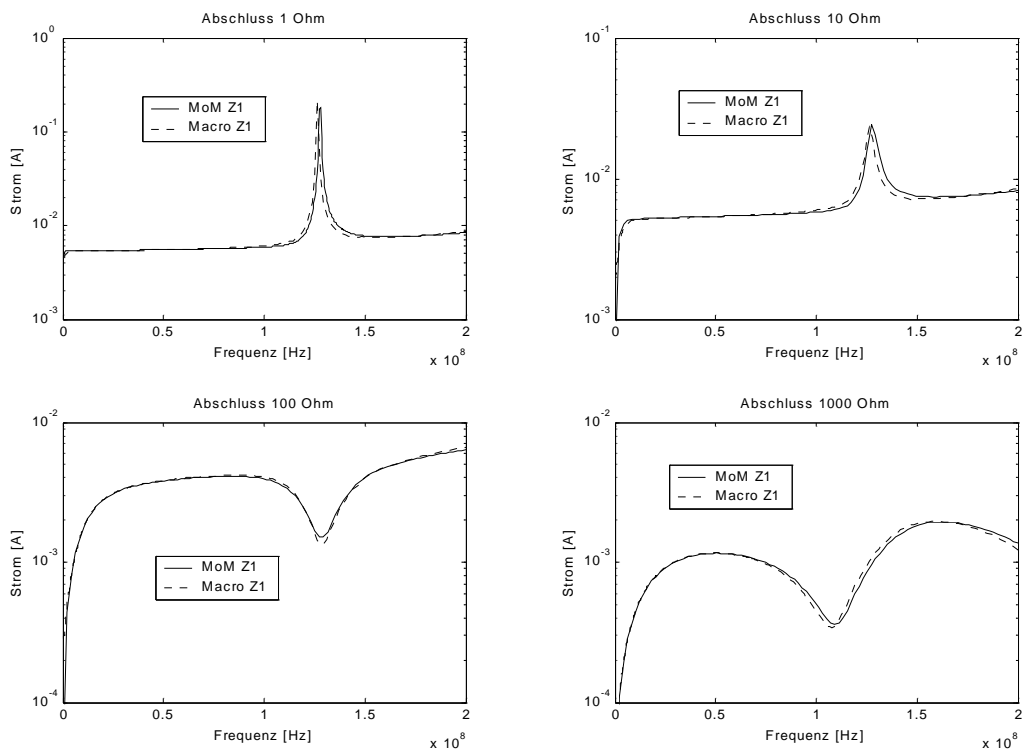 Abschluss 1 Ohm
10^0
10^-1
10^-2
10^-3
Strom [A]
MoM Z1
Macro Z1
0
0.5
1
1.5
2
Frequenz [Hz]
x 10^8
Abschluss 10 Ohm
10^-1
10^-2
10^-3
Strom [A]
MoM Z1
Macro Z1
0
0.5
1
1.5
2
Frequenz [Hz]
x 10^8
Abschluss 100 Ohm
10^-2
10^-3
10^-4
Strom [A]
MoM Z1
Macro Z1
0
0.5
1
1.5
2
Frequenz [Hz]
x 10^8
Abschluss 1000 Ohm
10^-2
10^-3
10^-4
Strom [A]
MoM Z1
Macro Z1
0
0.5
1
1.5
2
Frequenz [Hz]
x 10^8